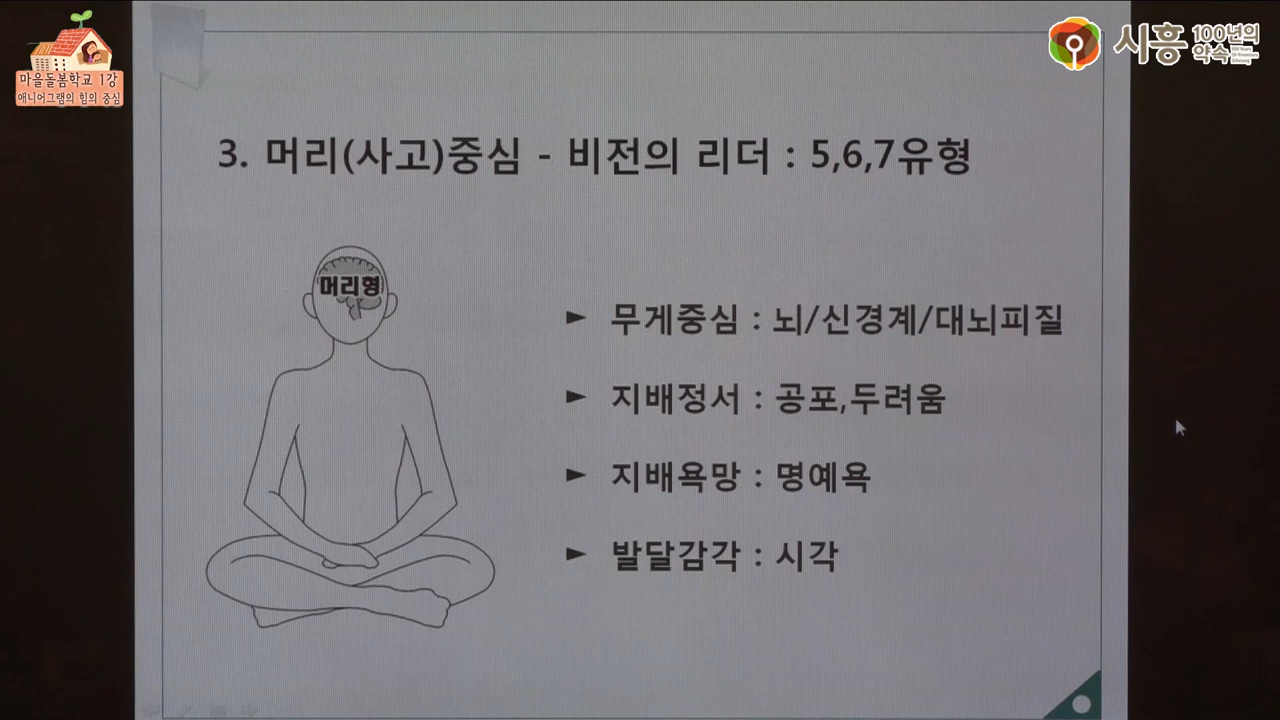 마을돌봄학교 1강
애니어그램의 힘의 중심
시흥 100년의 약속
3. 머리(사고)중심 - 비전의 리더 : 5,6,7유형
머리형
► 무게중심 : 뇌/신경계/대뇌피질
► 지배정서 : 공포,두려움
► 지배욕망 : 명예욕
► 발달감각 : 시각